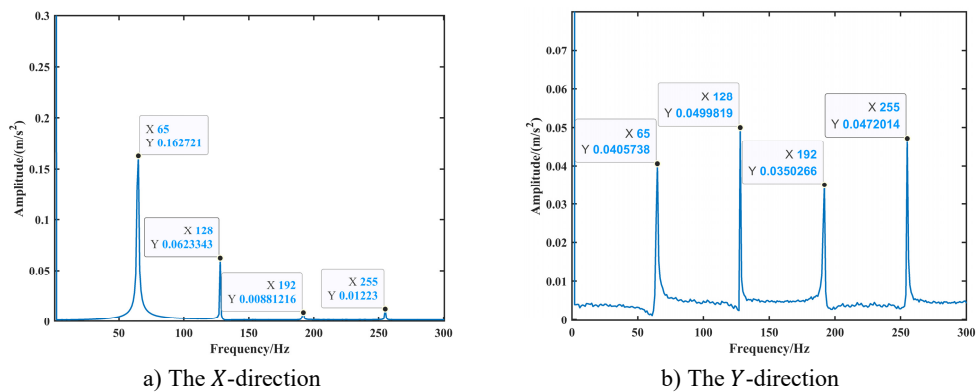 0.3
0.25
0.2
0.15
0.1
0.05
0
Amplitude/(m/s²)
X 65
Y 0.162721
X 128
Y 0.0623343
X 192
Y 0.00881216
X 255
Y 0.01223
50 100 150 200 250 300
Frequency/Hz
a) The X-direction
0.07
0.06
0.05
0.04
0.03
0.02
0.01
0
Amplitude/(m/s²)
X 65
Y 0.0405738
X 128
Y 0.0499819
X 192
Y 0.0350266
X 255
Y 0.0472014
0 50 100 150 200 250 300
Frequency/Hz
b) The Y-direction